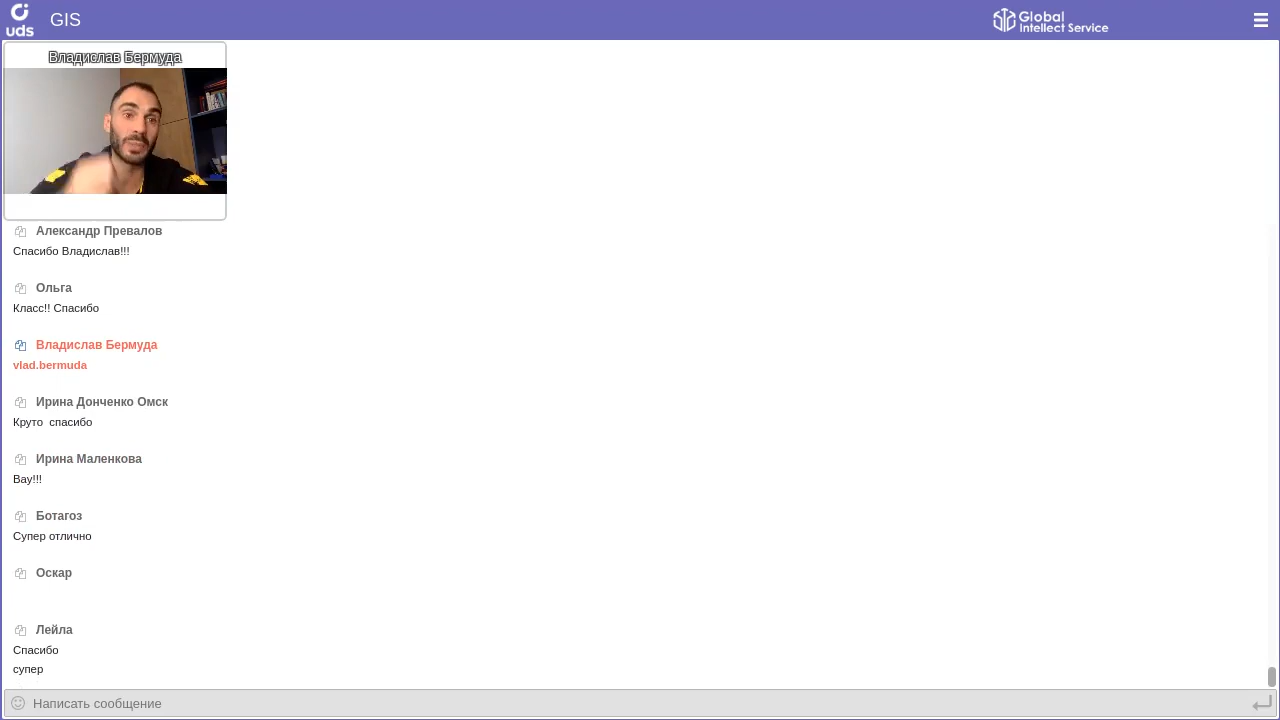 uds
GIS
Global
Intellect Service
Владислав Бермуда
Александр Превалов
Спасибо Владислав!!!
Ольга
Класс!! Спасибо
Владислав Бермуда
vlad.bermuda
Ирина Донченко Омск
Круто  спасибо
Ирина Маленкова
Вау!!!
Ботагоз
Супер отлично
Оскар
Лейла
Спасибо
супер
Написать сообщение